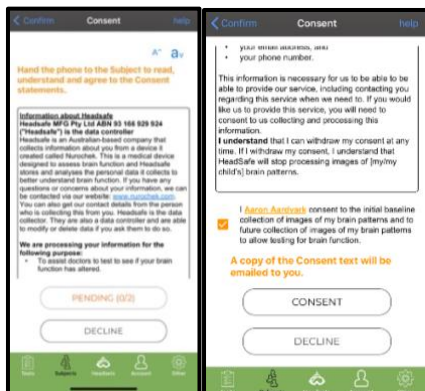 Confirm
Consent
help
A˄ a˅
Hand the phone to the Subject to read,
understand and agree to the Consent
statements.
Information about Headsafe
Headsafe MFG Pty Ltd ABN 93 166 925 924
("Headsafe") is the data controller
Headsafe is an Australian-based company that
collects information about you from a device it
created called Nurochek. This is a medical device
designed to assess brain function and Headsafe
stores and analyses the personal data it collects to
better understand brain function. If you have any
questions or concerns about your information, we can
be contacted via our website: www.nurochek.com.
You can also get our contact details from the person
who is collecting this from you. Headsafe is the data
collector. They are also a data controller and are able
to modify or delete data if you ask them to do so.
We are processing your information for the
following purpose:
• To assist doctors to test to see if your brain
function has altered.
PENDING (0/2)
DECLINE
Tests
Subjects
Headsets
Account
Other
Confirm
Consent
help
• your email address, and
• your phone number.
This information is necessary for us to be able to be
able to provide our service, including contacting you
regarding this service when we need to. If you would
like us to provide this service, you will need to
consent to us collecting and processing this
information.
I understand that I can withdraw my consent at any
time. If I withdraw my consent, I understand that
HeadSafe will stop processing images of [my/my
child's] brain patterns.
I Aaron Aardvark consent to the initial baseline
collection of images of my brain patterns and to
future collection of images of my brain patterns
to allow testing for brain function.
A copy of the Consent text will be
emailed to you.
CONSENT
DECLINE